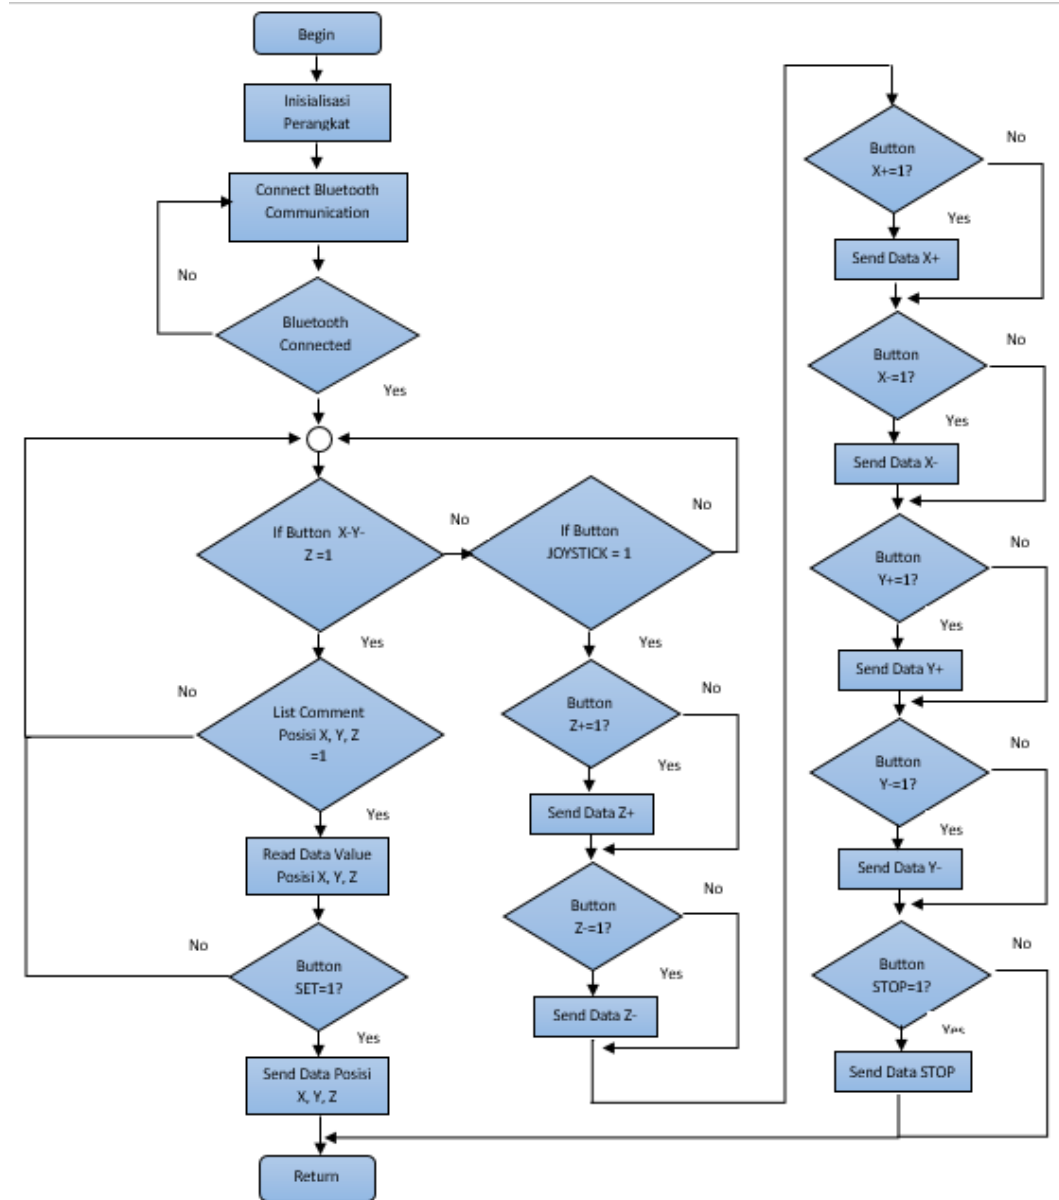 Begin
Inisialisasi
Perangkat
Connect Bluetooth
Communication
No
Bluetooth
Connected
Yes
If Button X-Y-
Z =1
No
If Button
JOYSTICK = 1
No
Yes
Yes
No
List Comment
Posisi X, Y, Z
=1
Yes
Read Data Value
Posisi X, Y, Z
No
Button
SET=1?
Yes
Send Data Posisi
X, Y, Z
Return
Button
Z+=1?
No
Yes
Send Data Z+
Button
Z-=1?
No
Yes
Send Data Z-
Button
X+=1?
No
Yes
Send Data X+
Button
X-=1?
No
Yes
Send Data X-
Button
Y+=1?
No
Yes
Send Data Y+
Button
Y-=1?
No
Yes
Send Data Y-
Button
STOP=1?
No
Yes
Send Data STOP